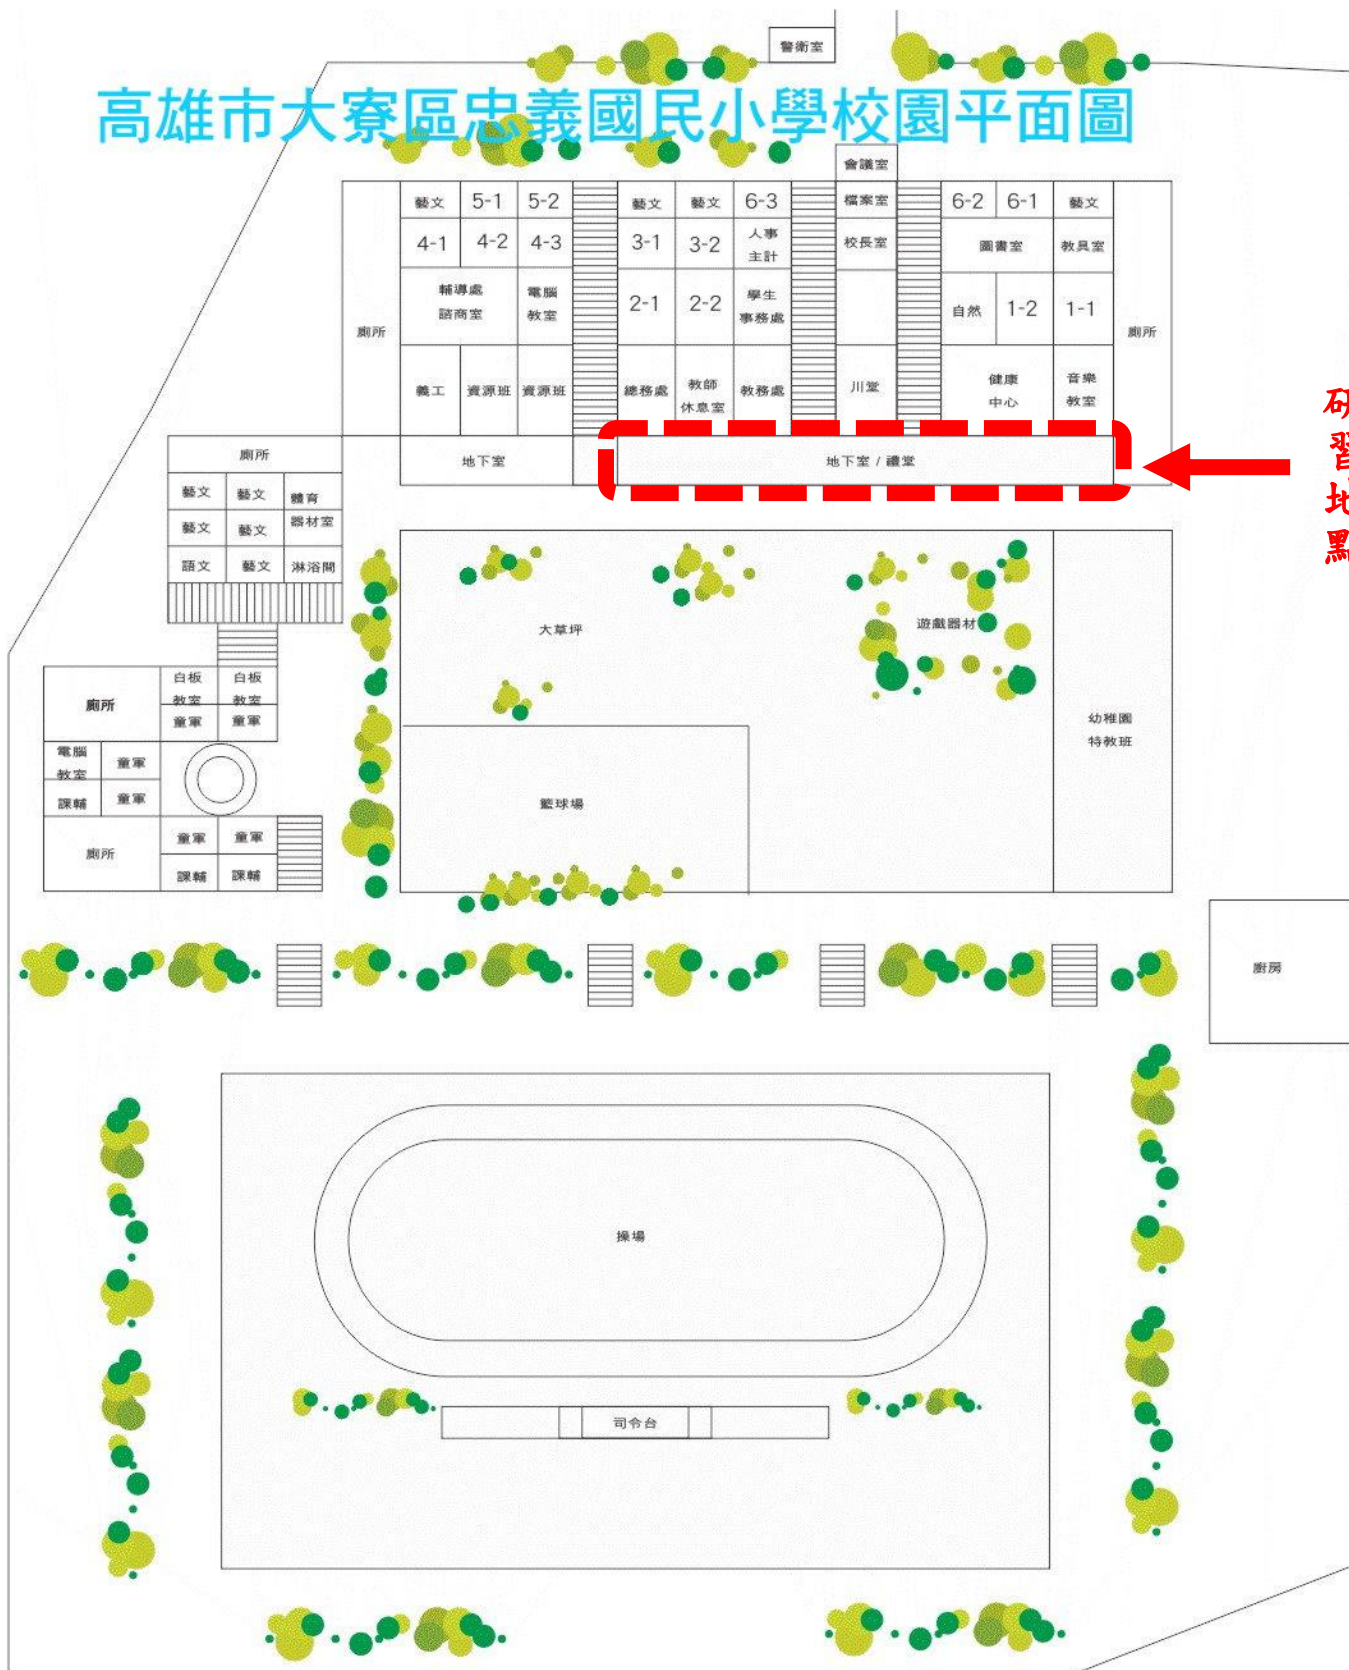 警衛室
高雄市大寮區忠義國民小學校園平面圖
會議室
藝文 5-1 5-2 藝文 藝文 6-3 檔案室 6-2 6-1 藝文
4-1 4-2 4-3 3-1 3-2 人事 校長室 圖書室 教具室
主計
輔導處 電腦 2-1 2-2 學生 自然 1-2 1-1
諮商室 教室 事務處
廁所 廁所
義工 資源班 資源班 總務處 教師 教務處 川堂 健康 音樂
休息室 中心 教室
研習地點
地下室 地下室 / 禮堂
廁所
藝文 藝文 體育
藝文 藝文 器材室
語文 藝文 淋浴間
大草坪 遊戲器材
廁所 白板 白板
教室 教室
童軍 童軍
幼稚園
特教班
電腦 童軍
教室
課輔 童軍
籃球場
廁所 童軍 童軍
課輔 課輔
廚房
操場
司令台